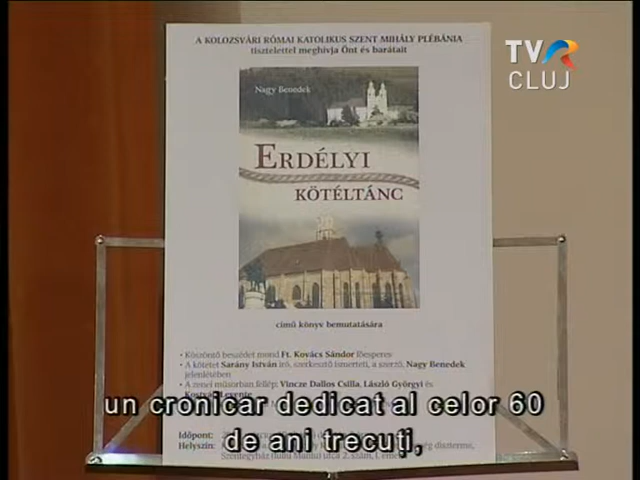 TVR
CLUJ
A KOLOZSVÁRI RÓMAI KATOLIKUS SZENT MIHÁLY PLÉBÁNIA
tisztelettel meghívja Önt és barátait
Nagy Benedek
ERDÉLYI
KÖTÉLTÁNC
című könyv bemutatására
• Köszöntő beszédet mond Ft. Kovács Sándor főesperes
• A kötetet Sarány István író, szerkesztő ismerteti, a szerző, Nagy Benedek
jelenlétében
• A zenei műsorban fellép: Vincze Dallos Csilla, László Györgyi és
un cronicar dedicat al celor 60
de ani trecuţi,
Időpont:
Helyszín: